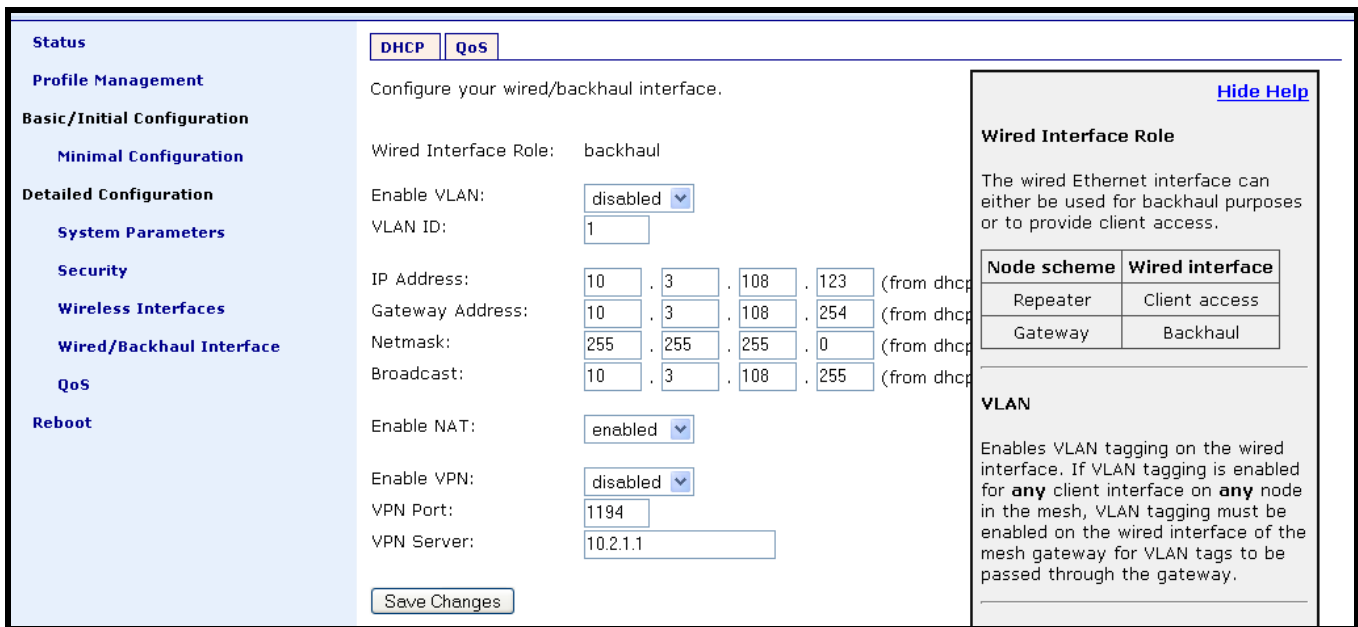 Status
Profile Management
Basic/Initial Configuration
Minimal Configuration
Detailed Configuration
System Parameters
Security
Wireless Interfaces
Wired/Backhaul Interface
QoS
Reboot
DHCP QoS
Configure your wired/backhaul interface.
Wired Interface Role: backhaul
Enable VLAN: disabled
VLAN ID: 1
IP Address: 10 . 3 . 108 . 123 (from dhcp
Gateway Address: 10 . 3 . 108 . 254 (from dhcp
Netmask: 255 . 255 . 255 . 0 (from dhcp
Broadcast: 10 . 3 . 108 . 255 (from dhcp
Enable NAT: enabled
Enable VPN: disabled
VPN Port: 1194
VPN Server: 10.2.1.1
Save Changes
Hide Help
Wired Interface Role
The wired Ethernet interface can
either be used for backhaul purposes
or to provide client access.
Node scheme Wired interface
Repeater Client access
Gateway Backhaul
VLAN
Enables VLAN tagging on the wired
interface. If VLAN tagging is enabled
for any client interface on any node
in the mesh, VLAN tagging must be
enabled on the wired interface of the
mesh gateway for VLAN tags to be
passed through the gateway.